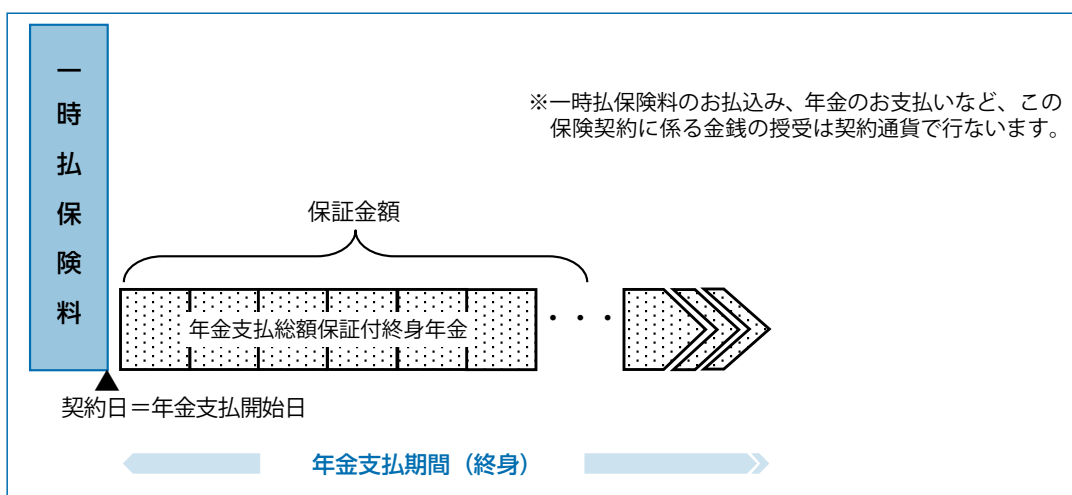 一時払保険料
※一時払保険料のお払込み、年金のお支払いなど、この
保険契約に係る金銭の授受は契約通貨で行ないます。
保証金額
年金支払総額保証付終身年金
・・・
契約日＝年金支払開始日
年金支払期間（終身）